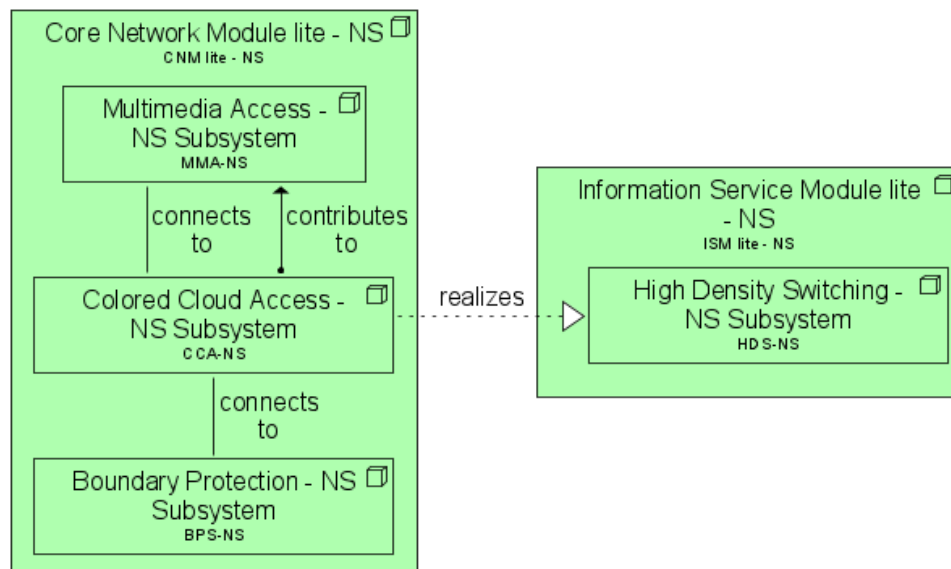 Core Network Module lite - NS
CNM lite - NS
Multimedia Access -
NS Subsystem
MMA-NS
connects
to
contributes
to
Colored Cloud Access -
NS Subsystem
CCA-NS
connects
to
Boundary Protection - NS
Subsystem
BPS-NS
realizes
Information Service Module lite
- NS
ISM lite - NS
High Density Switching -
NS Subsystem
HDS-NS